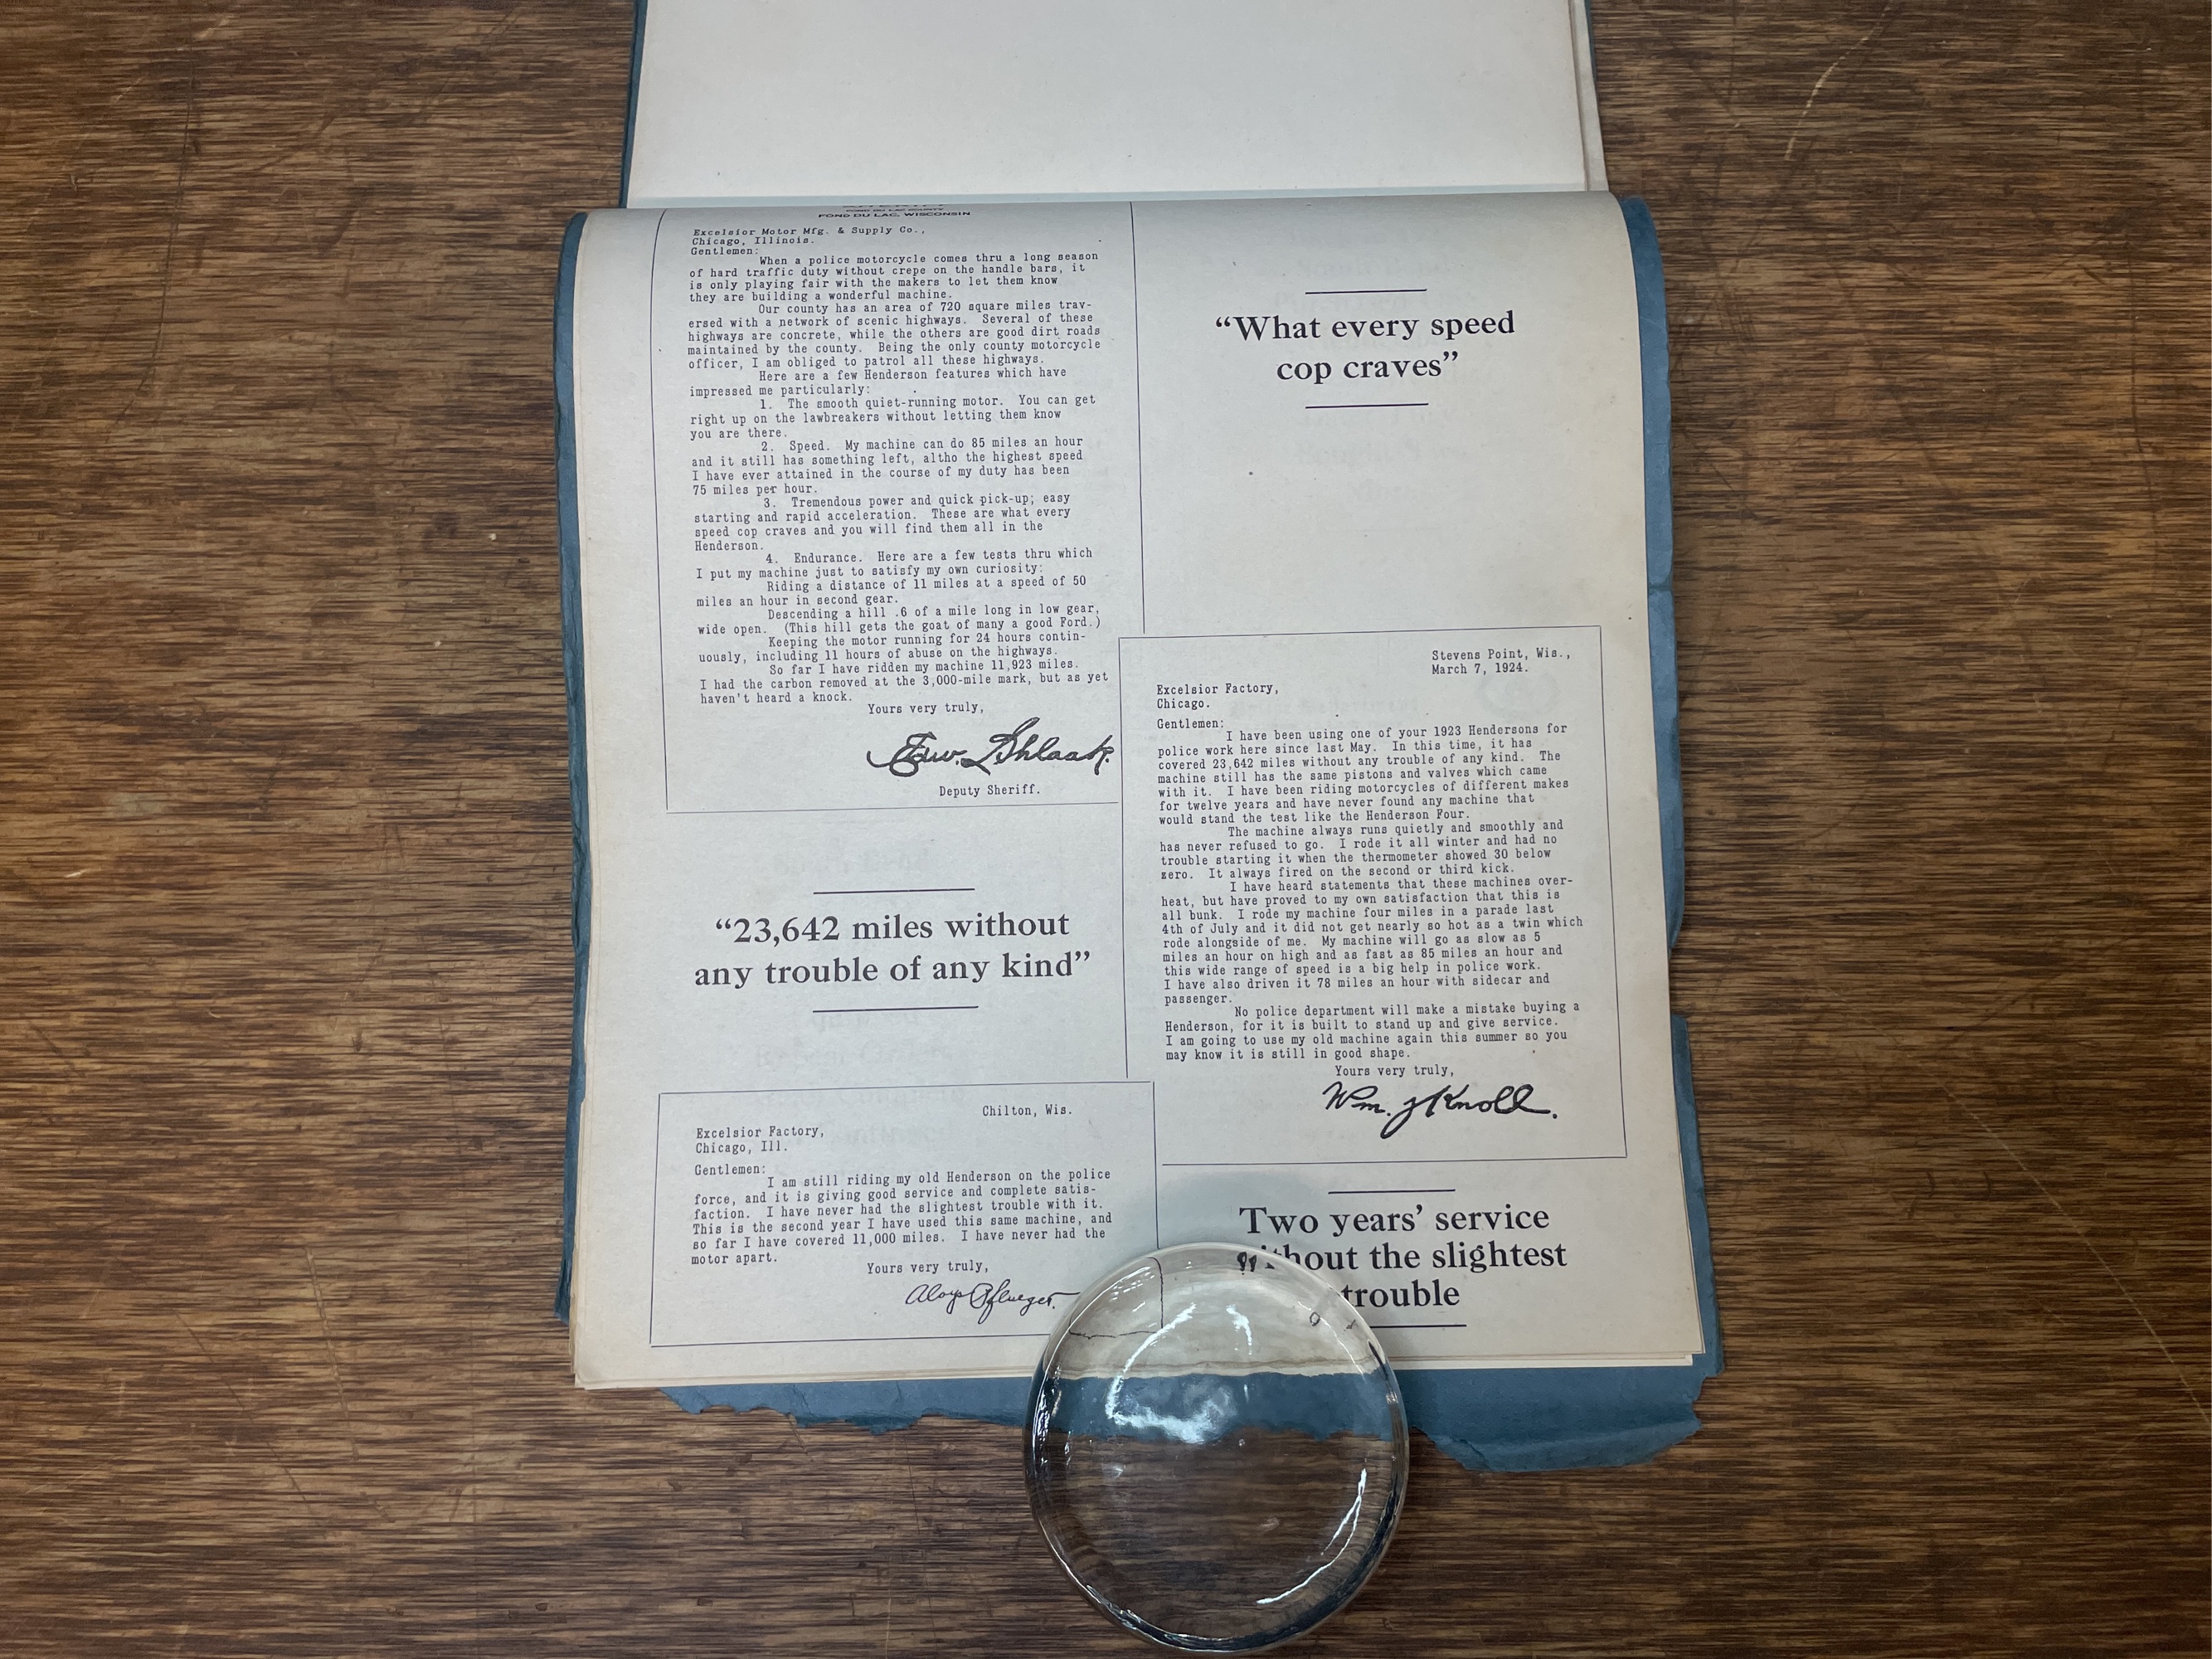 FOND DU LAC, WISCONSIN
Excelsior Motor Mfg. & Supply Co.,
Chicago, Illinois.
Gentlemen:
When a police motorcycle comes thru a long season
of hard traffic duty without crepe on the handle bars, it
is only playing fair with the makers to let them know
they are building a wonderful machine.
Our county has an area of 720 square miles trav-
ersed with a network of scenic highways. Several of these
highways are concrete, while the others are good dirt roads
maintained by the county. Being the only county motorcycle
officer, I am obliged to patrol all these highways.
Here are a few Henderson features which have
impressed me particularly:
1. The smooth quiet-running motor. You can get
right up on the lawbreakers without letting them know
you are there.
2. Speed. My machine can do 85 miles an hour
and it still has something left, altho the highest speed
I have ever attained in the course of my duty has been
75 miles per hour.
3. Tremendous power and quick pick-up; easy
starting and rapid acceleration. These are what every
speed cop craves and you will find them all in the
Henderson.
4. Endurance. Here are a few tests thru which
I put my machine just to satisfy my own curiosity:
Riding a distance of 11 miles at a speed of 50
miles an hour in second gear.
Descending a hill .6 of a mile long in low gear,
wide open. (This hill gets the goat of many a good Ford.)
Keeping the motor running for 24 hours contin-
uously, including 11 hours of abuse on the highways.
So far I have ridden my machine 11,923 miles.
I had the carbon removed at the 3,000-mile mark, but as yet
haven't heard a knock.
Yours very truly,
Deputy Sheriff.
“What every speed
cop craves”
“23,642 miles without
any trouble of any kind”
Stevens Point, Wis.,
March 7, 1924.
Excelsior Factory,
Chicago.
Gentlemen:
I have been using one of your 1923 Hendersons for
police work here since last May. In this time, it has
covered 23,642 miles without any trouble of any kind. The
machine still has the same pistons and valves which came
with it. I have been riding motorcycles of different makes
for twelve years and have never found any machine that
would stand the test like the Henderson Four.
The machine always runs quietly and smoothly and
has never refused to go. I rode it all winter and had no
trouble starting it when the thermometer showed 30 below
zero. It always fired on the second or third kick.
I have heard statements that these machines over-
heat, but have proved to my own satisfaction that this is
all bunk. I rode my machine four miles in a parade last
4th of July and it did not get nearly so hot as a twin which
rode alongside of me. My machine will go as slow as 5
miles an hour on high and as fast as 85 miles an hour and
this wide range of speed is a big help in police work.
I have also driven it 78 miles an hour with sidecar and
passenger.
No police department will make a mistake buying a
Henderson, for it is built to stand up and give service.
I am going to use my old machine again this summer so you
may know it is still in good shape.
Yours very truly,
Wm. J Knoll.
Chilton, Wis.
Excelsior Factory,
Chicago, Ill.
Gentlemen:
I am still riding my old Henderson on the police
force, and it is giving good service and complete satis-
faction. I have never had the slightest trouble with it.
This is the second year I have used this same machine, and
so far I have covered 11,000 miles. I have never had the
motor apart.
Yours very truly,
Aloys Pflueger.
Two years’ service
without the slightest
trouble